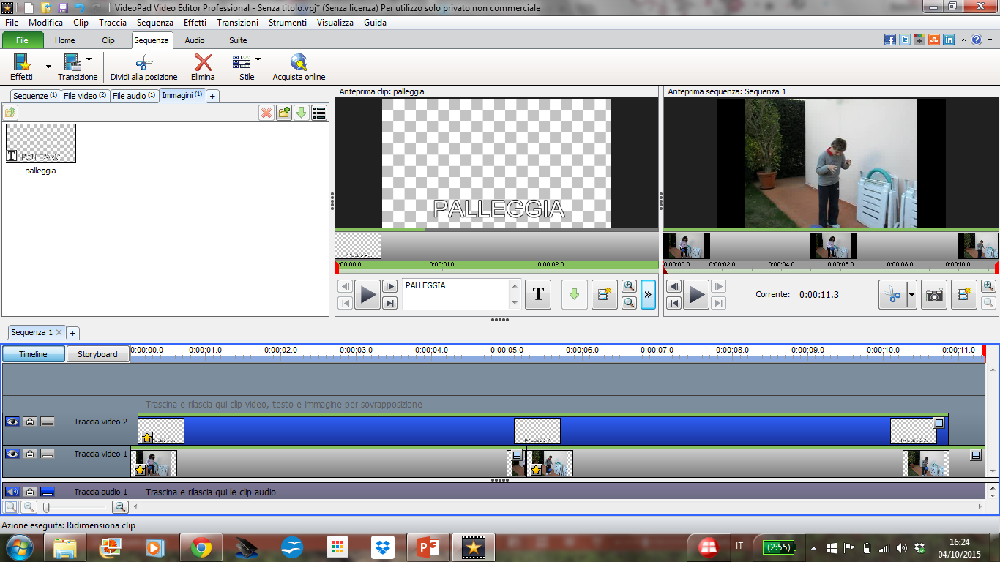 VideoPad Video Editor Professional - Senza titolo.vpj* (Senza licenza) Per utilizzo solo privato non commerciale
File Modifica Clip Traccia Sequenza Effetti Transizioni Strumenti Visualizza Guida
File Home Clip Sequenza Audio Suite
Effetti Transizione Dividi alla posizione Elimina Stile Acquista online
Sequenze (1) File video (2) File audio (1) Immagini (1) +
Anteprima clip: palleggia
Anteprima sequenza: Sequenza 1
T
palleggia
PALLEGGIA
0:00:00.0 0:00:01.0 0:00:02.0
0:00:00.0 0:00:02.0 0:00:04.0 0:00:06.0 0:00:08.0 0:00:10.0
PALLEGGIA
T
Corrente: 0:00:11.3
Sequenza 1 +
Timeline Storyboard
0:00:00.0 0:00:01.0 0:00:02.0 0:00:03.0 0:00:04.0 0:00:05.0 0:00:06.0 0:00:07.0 0:00:08.0 0:00:09.0 0:00:10.0 0:00:11.0
Trascina e rilascia qui clip video, testo e immagine per sovrapposizione
Traccia video 2
Traccia video 1
Traccia audio 1 Trascina e rilascia qui le clip audio
Azione eseguita: Ridimensiona clip
IT (2:55) 16:24
04/10/2015